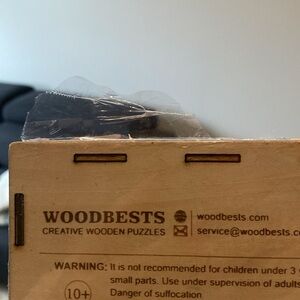 WOODBESTS woodbests.com
CREATIVE WOODEN PUZZLES service@woodbests.co
WARNING: It is not recommended for children under 3
small parts. Use under supervision of adults
10+ Danger of suffocation